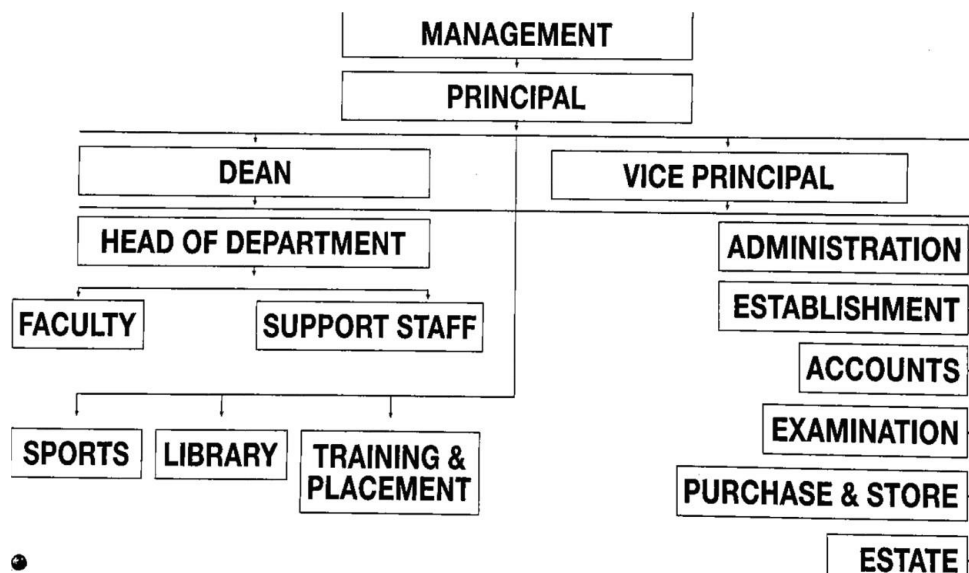 MANAGEMENT
PRINCIPAL
DEAN
VICE PRINCIPAL
HEAD OF DEPARTMENT
ADMINISTRATION
FACULTY
SUPPORT STAFF
ESTABLISHMENT
ACCOUNTS
SPORTS
LIBRARY
TRAINING &
PLACEMENT
EXAMINATION
PURCHASE & STORE
ESTATE